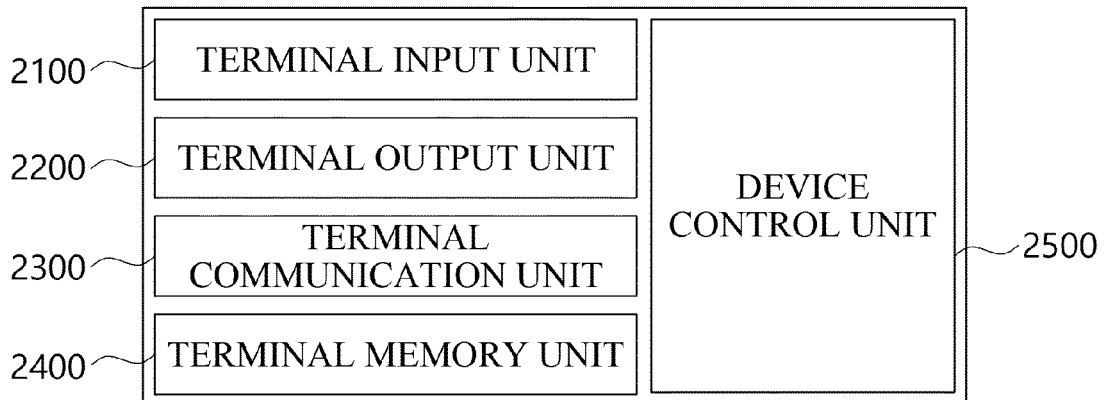 2100
TERMINAL INPUT UNIT
2200
TERMINAL OUTPUT UNIT
2300
TERMINAL
COMMUNICATION UNIT
2400
TERMINAL MEMORY UNIT
DEVICE
CONTROL UNIT
2500